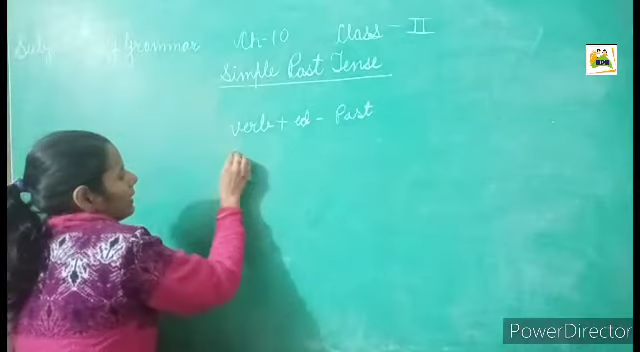 Grammar Ch-10 Class - II
Simple Past Tense
verb + ed - Past
PowerDirector